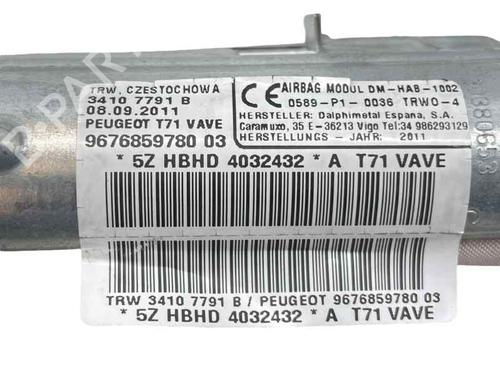 TRW, CZESTOCHOWA
3410 7791 B
08.09.2011
PEUGEOT T71 VAVE
9676859780 03
CE AIRBAG MODUL DM-HAB-1002
0589-P1-0036 TRWO-4
HERSTELLER: Dalphimetal Espana, S.A.
Caramuxo, 35 E-36213 Vigo Tel:34 986293129
HERSTELLUNGS - JAHR: 2011
* 5Z HBHD 4032432 * A T71 VAVE
TRW 3410 7791 B / PEUGEOT 9676859780 03
* 5Z HBHD 4032432 * A T71 VAVE